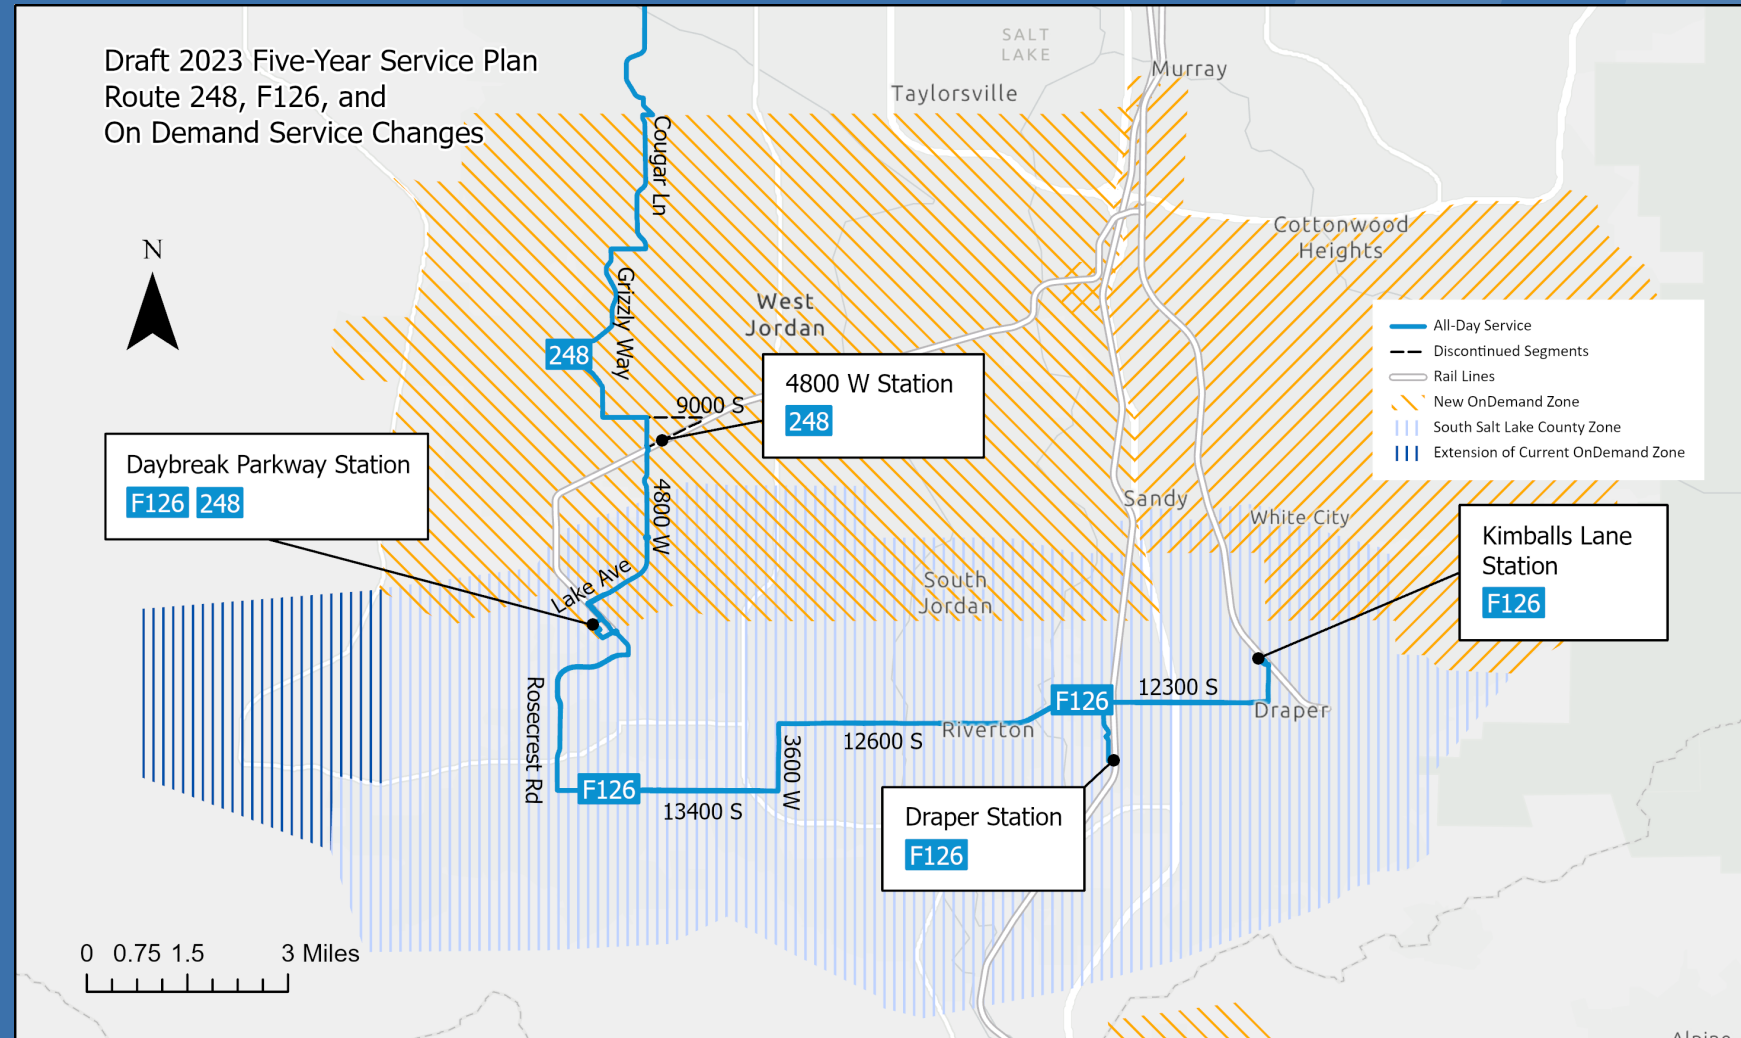 Draft 2023 Five-Year Service Plan
Route 248, F126, and
On Demand Service Changes
SALT
LAKE
Murray
Taylorsville
Cougar Ln
N
Cottonwood
Heights
Grizzly Way
West
Jordan
248
All-Day Service
Discontinued Segments
Rail Lines
New OnDemand Zone
South Salt Lake County Zone
Extension of Current OnDemand Zone
9000 S
4800 W Station
248
Daybreak Parkway Station
F126 248
4800 W
Sandy
White City
Kimballs Lane
Station
F126
Lake Ave
South
Jordan
Rosecrest Rd
F126
12300 S
Draper
Riverton
12600 S
3600 W
F126
13400 S
Draper Station
F126
0 0.75 1.5 3 Miles
Alpine